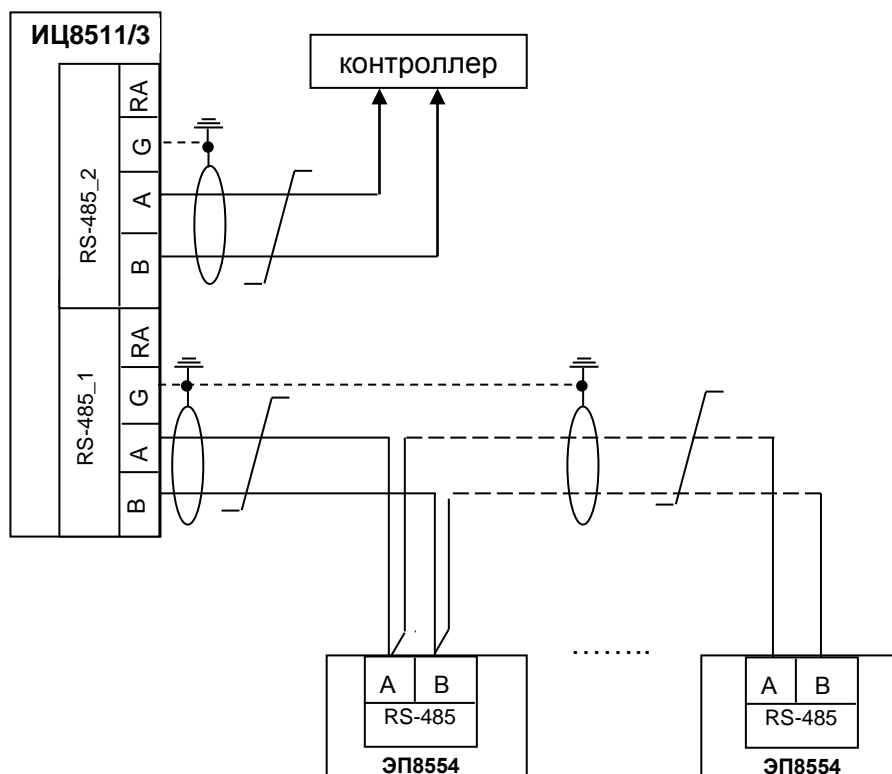 ИЦ8511/3
контроллер
RS-485_2
RA
G
A
B
RS-485_1
RA
G
A
B
........
A B
RS-485
ЭП8554
A B
RS-485
ЭП8554